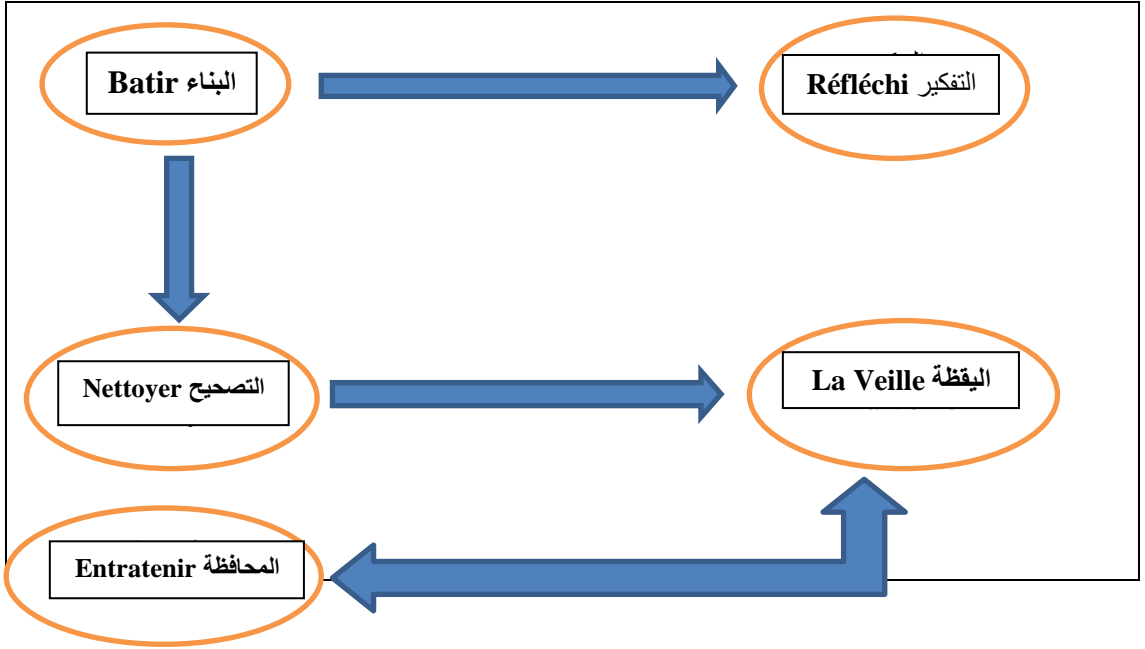 البناء Batir
التفكير Réfléchi
التصحيح Nettoyer
اليقظة La Veille
المحافظة Entratenir